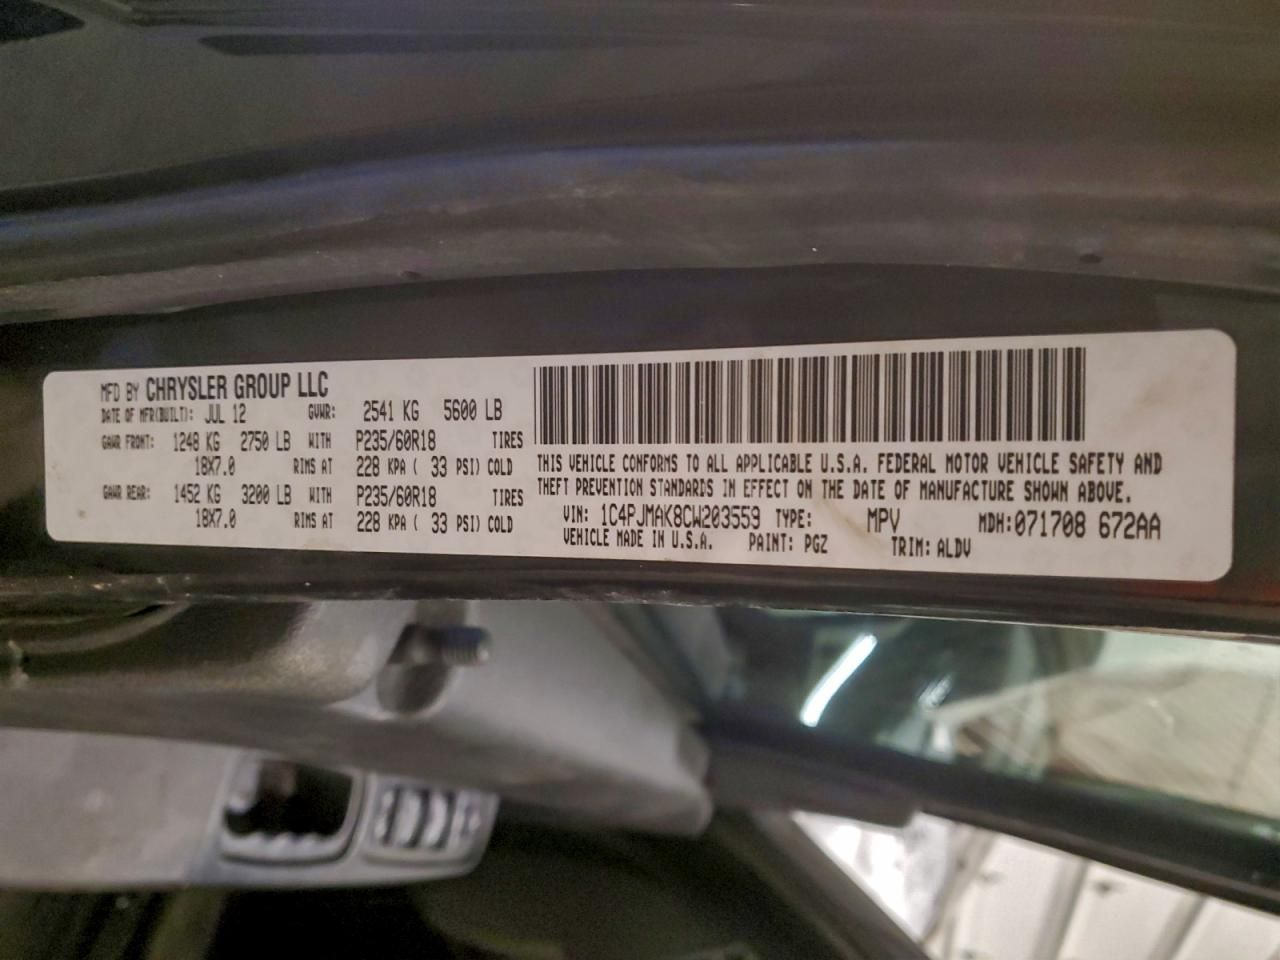 MFD BY CHRYSLER GROUP LLC
DATE OF MFR(BUILT): JUL 12 GVWR: 2541 KG 5600 LB
GAWR FRONT: 1248 KG 2750 LB WITH P235/60R18 TIRES
18X7.0 RIMS AT 228 KPA ( 33 PSI) COLD
GAWR REAR: 1452 KG 3200 LB WITH P235/60R18 TIRES
18X7.0 RIMS AT 228 KPA ( 33 PSI) COLD
THIS VEHICLE CONFORMS TO ALL APPLICABLE U.S.A. FEDERAL MOTOR VEHICLE SAFETY AND
THEFT PREVENTION STANDARDS IN EFFECT ON THE DATE OF MANUFACTURE SHOWN ABOVE.
VIN: 1C4PJMAK8CW203559 TYPE: MPV MDH:071708 672AA
VEHICLE MADE IN U.S.A. PAINT: PGZ TRIM: ALDV